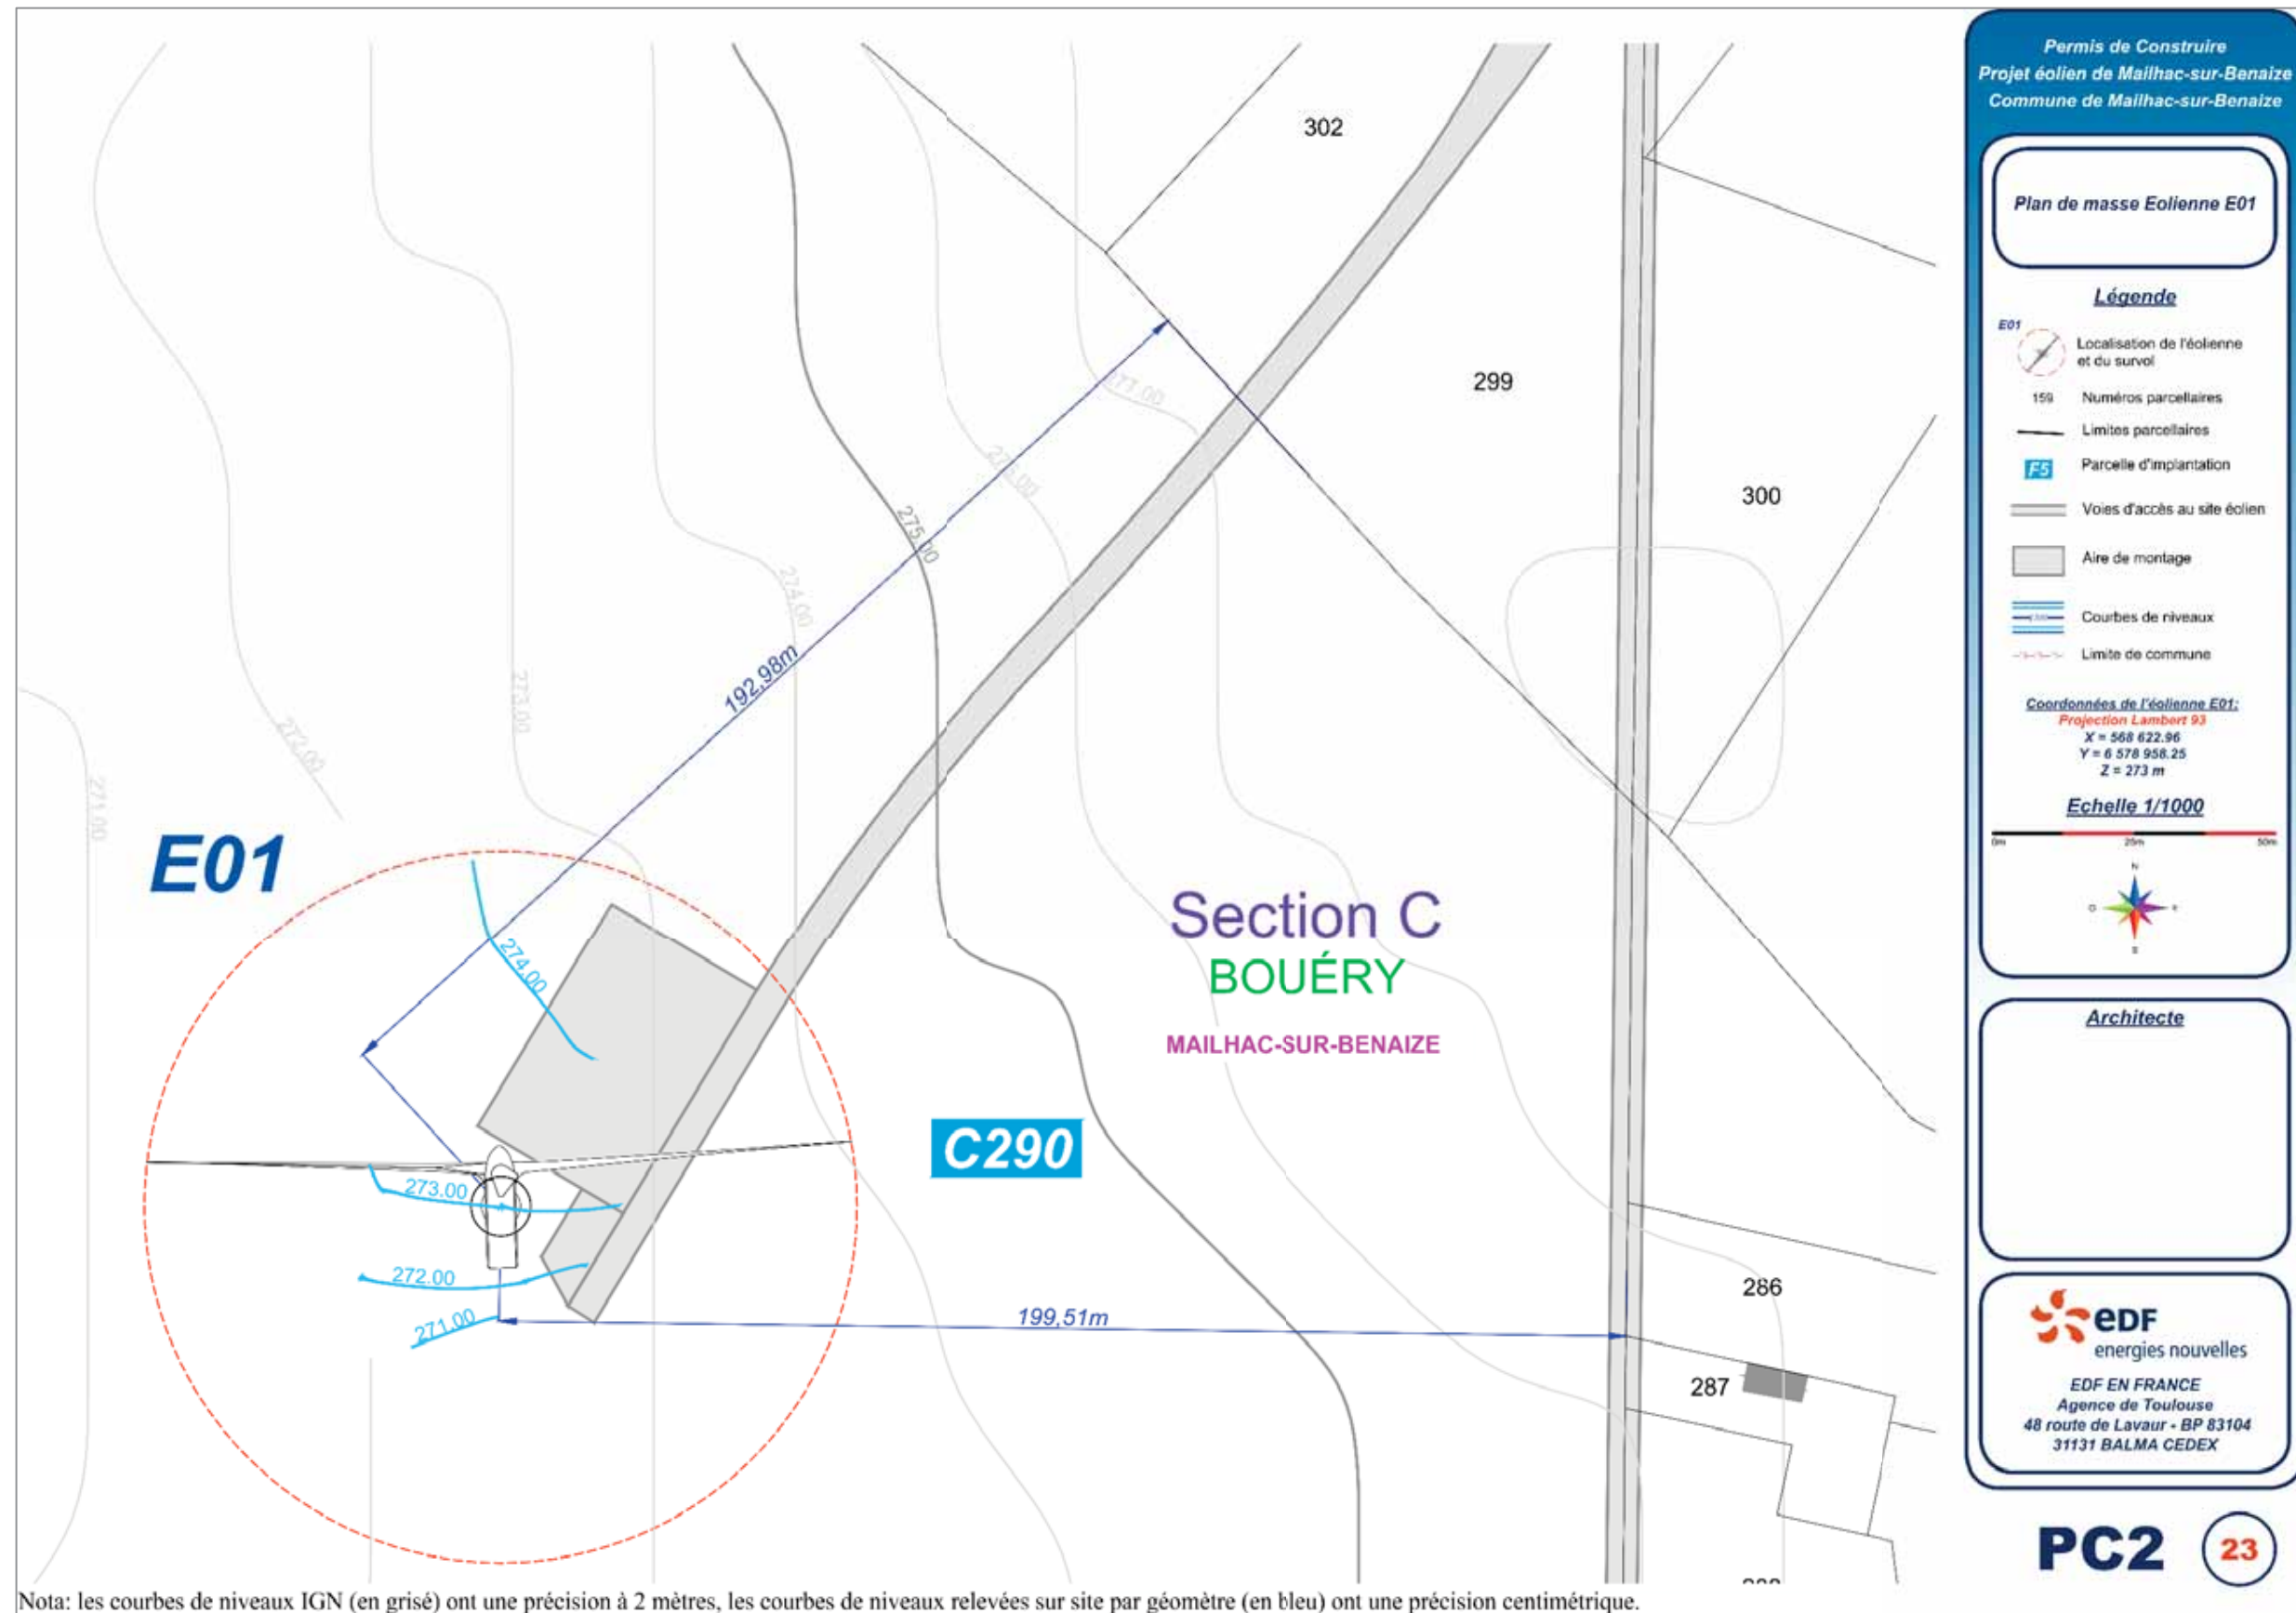 302
299
300
277.00
276.00
275.00
274.00
273.00
272.00
271.00
192,98m
E01
274.00
273.00
272.00
271.00
Section C
BOUÉRY
MAILHAC-SUR-BENAIZE
C290
199,51m
286
287
Nota: les courbes de niveaux IGN (en grisé) ont une précision à 2 mètres, les courbes de niveaux relevées sur site par géomètre (en bleu) ont une précision centimétrique.
Permis de Construire
Projet éolien de Mailhac-sur-Benaize
Commune de Mailhac-sur-Benaize
Plan de masse Eolienne E01
Légende
E01
Localisation de l'éolienne
et du survol
159 Numéros parcellaires
Limites parcellaires
F5 Parcelle d'implantation
Voies d'accès au site éolien
Aire de montage
Courbes de niveaux
Limite de commune
Coordonnées de l'éolienne E01:
Projection Lambert 93
X = 568 622.96
Y = 6 578 958.25
Z = 273 m
Echelle 1/1000
0m 25m 50m
N
O E
S
Architecte
eDF
energies nouvelles
EDF EN FRANCE
Agence de Toulouse
48 route de Lavaur - BP 83104
31131 BALMA CEDEX
PC2 23